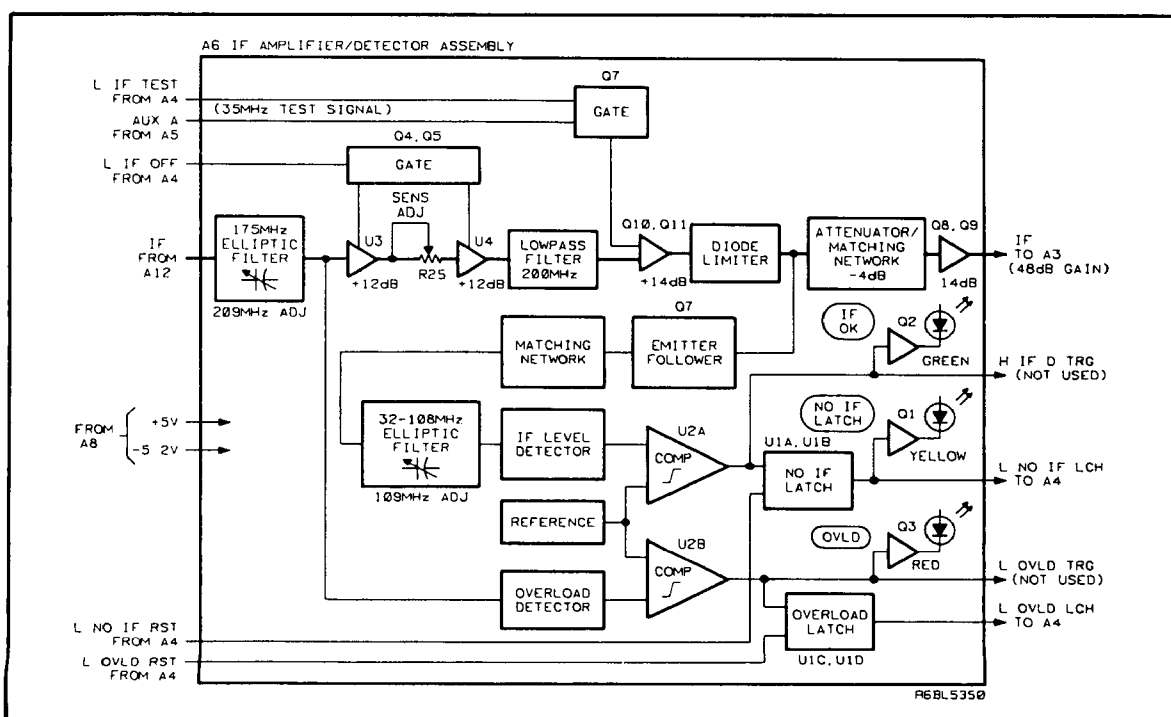 A6 IF AMPLIFIER/DETECTOR ASSEMBLY
L IF TEST
FROM A4
(35MHz TEST SIGNAL)
AUX A
FROM A5
Q7
GATE
L IF OFF
FROM A4
Q4, Q5
GATE
SENS
ADJ
IF
FROM
A12
175MHz
ELLIPTIC
FILTER
209MHz ADJ
U3
+12dB
R25
U4
+12dB
LOWPASS
FILTER
200MHz
Q10, Q11
+14dB
DIODE
LIMITER
ATTENUATOR/
MATCHING
NETWORK
-4dB
Q8, Q9
14dB
IF
TO A3
(48dB GAIN)
MATCHING
NETWORK
Q7
EMITTER
FOLLOWER
IF
OK
Q2
GREEN
H IF D TRG
(NOT USED)
FROM
A8
+5V
-5 2V
32-108MHz
ELLIPTIC
FILTER
109MHz ADJ
IF LEVEL
DETECTOR
U2A
COMP
U1A, U1B
NO IF
LATCH
NO IF
LATCH
Q1
YELLOW
L NO IF LCH
TO A4
REFERENCE
OVERLOAD
DETECTOR
U2B
COMP
OVLD
Q3
RED
L OVLD TRG
(NOT USED)
OVERLOAD
LATCH
U1C, U1D
L OVLD LCH
TO A4
L NO IF RST
FROM A4
L OVLD RST
FROM A4
A6BL5350